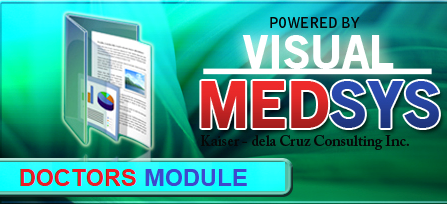 POWERED BY
VISUAL
MEDSYS
Kaiser - dela Cruz Consulting Inc.
DOCTORS MODULE